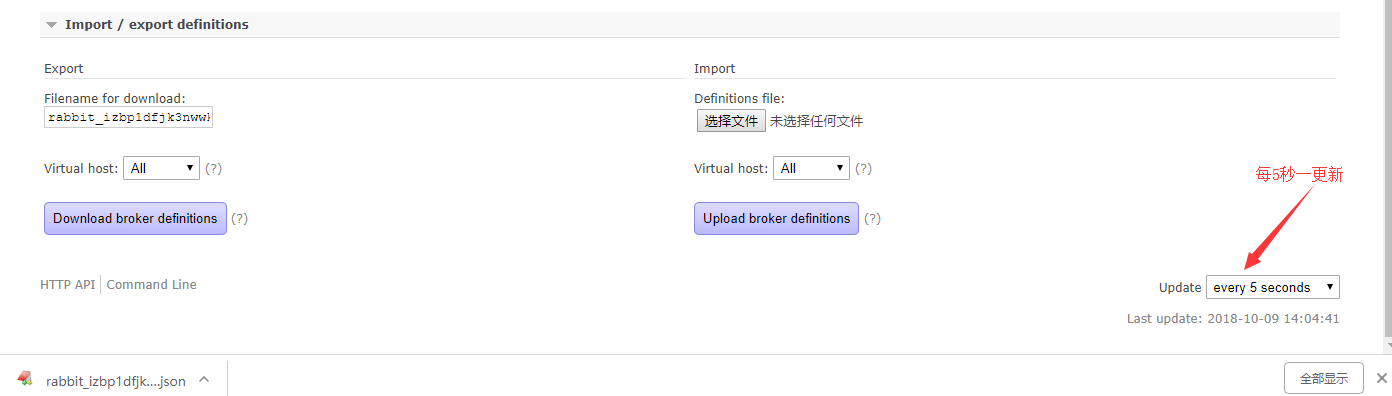 Import / export definitions
Export
Import
Filename for download:
Definitions file:
rabbit_izbp1dfjk3nww
选择文件 未选择任何文件
Virtual host: All (?)
Virtual host: All (?)
每5秒一更新
Download broker definitions (?)
Upload broker definitions (?)
HTTP API Command Line
Update every 5 seconds
Last update: 2018-10-09 14:04:41
rabbit_izbp1dfjk....json
全部显示